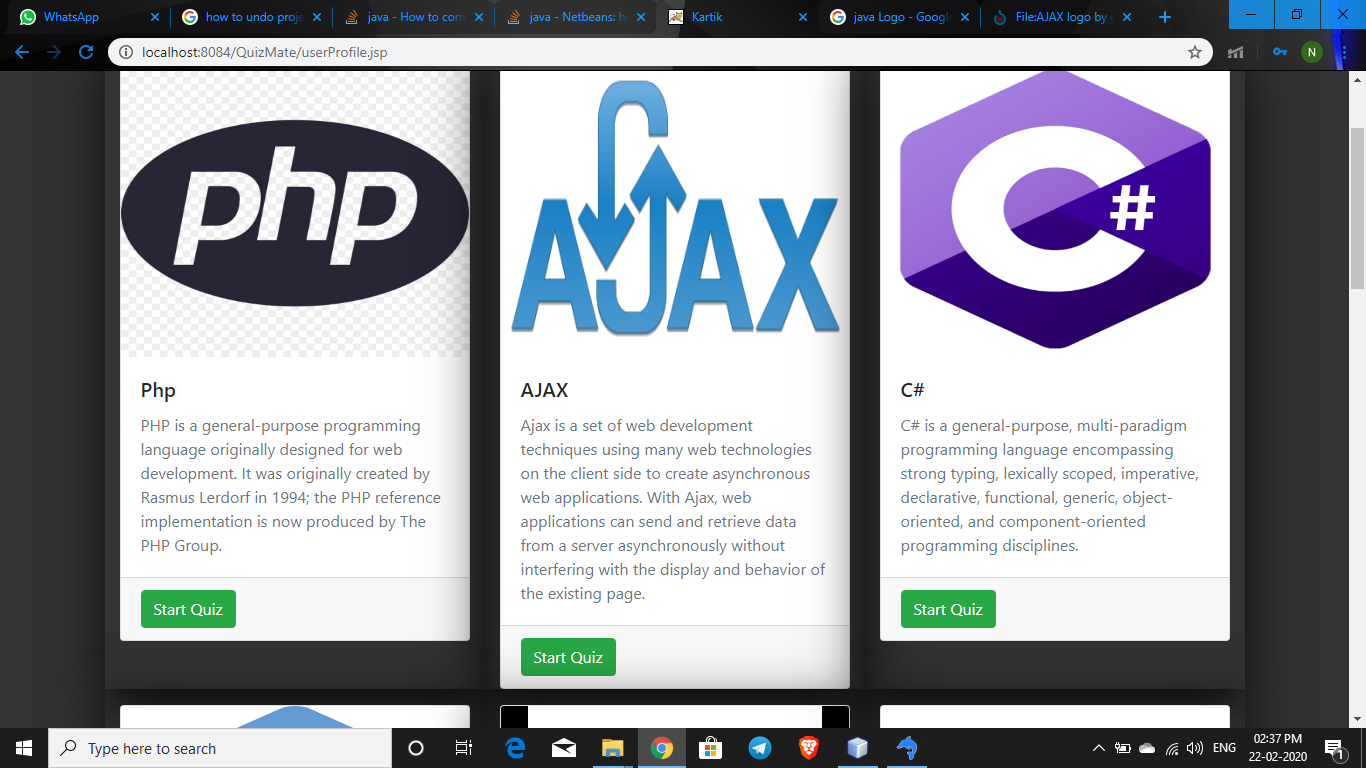 WhatsApp
how to undo proje
java - How to corr
java - Netbeans: h
Kartik
java Logo - Googl
File:AJAX logo by g
localhost:8084/QuizMate/userProfile.jsp
N
php
AJAX
C#
Php
PHP is a general-purpose programming
language originally designed for web
development. It was originally created by
Rasmus Lerdorf in 1994; the PHP reference
implementation is now produced by The
PHP Group.
Start Quiz
AJAX
Ajax is a set of web development
techniques using many web technologies
on the client side to create asynchronous
web applications. With Ajax, web
applications can send and retrieve data
from a server asynchronously without
interfering with the display and behavior of
the existing page.
Start Quiz
C#
C# is a general-purpose, multi-paradigm
programming language encompassing
strong typing, lexically scoped, imperative,
declarative, functional, generic, object-
oriented, and component-oriented
programming disciplines.
Start Quiz
Type here to search
ENG
02:37 PM
22-02-2020
1